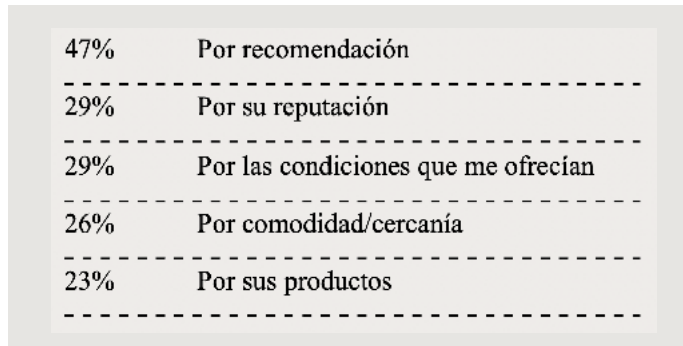 47% Por recomendación
29% Por su reputación
29% Por las condiciones que me ofrecían
26% Por comodidad/cercanía
23% Por sus productos